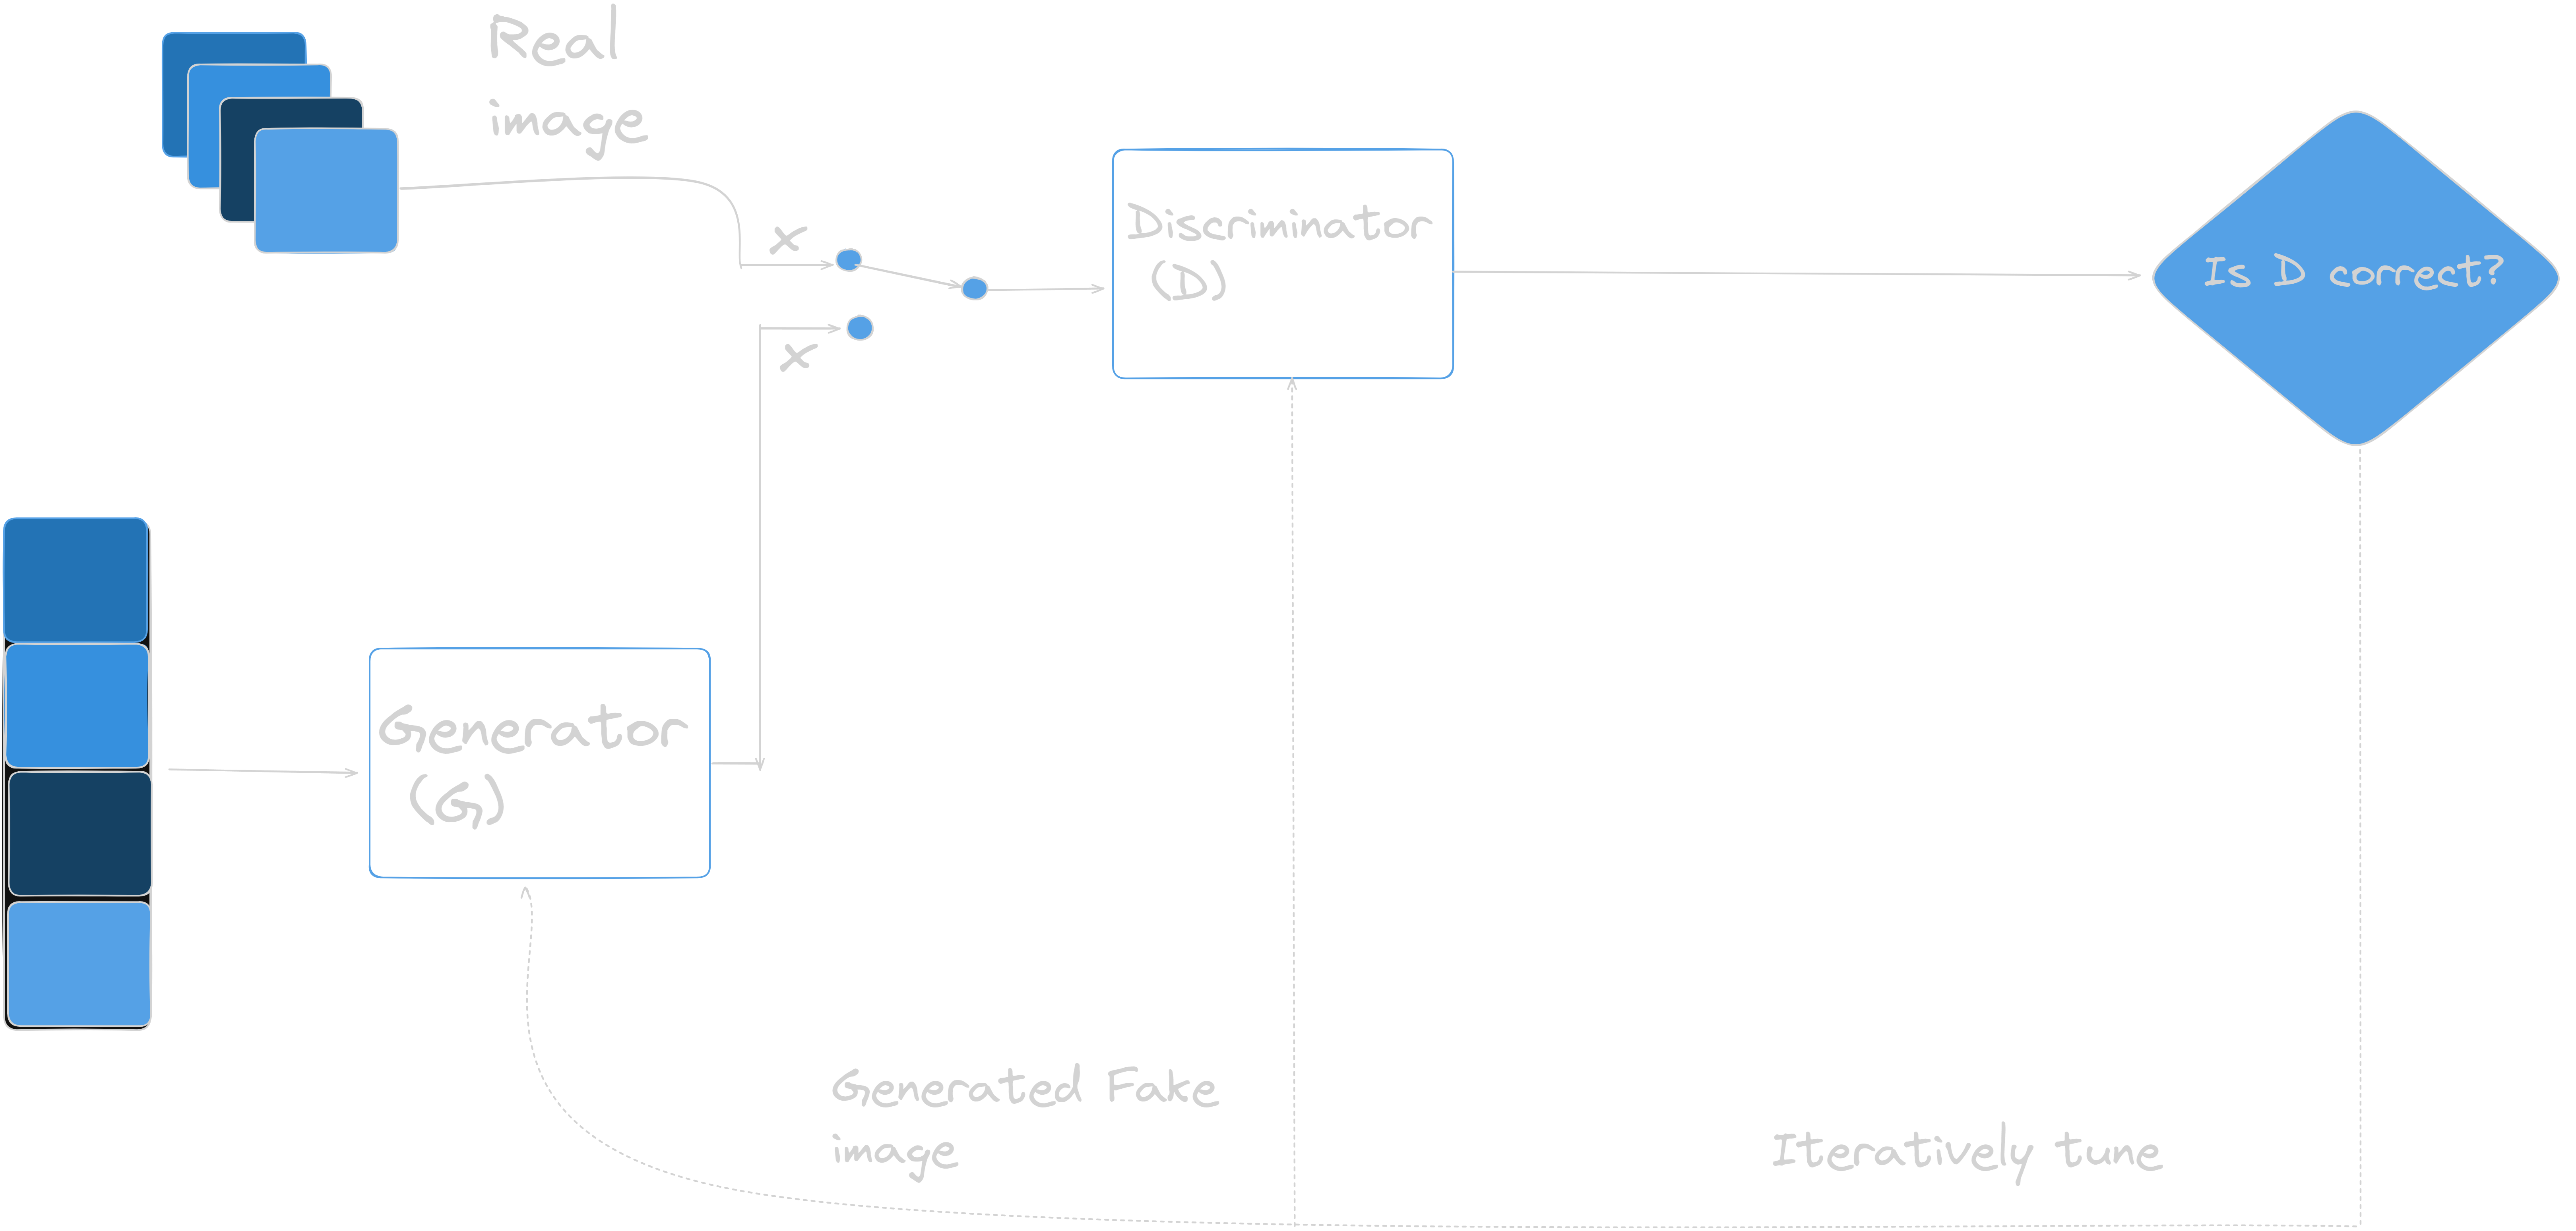 Real
image
x
Discriminator
(D)
Is D correct?
x
Generator
(G)
Generated Fake
image
Iteratively tune